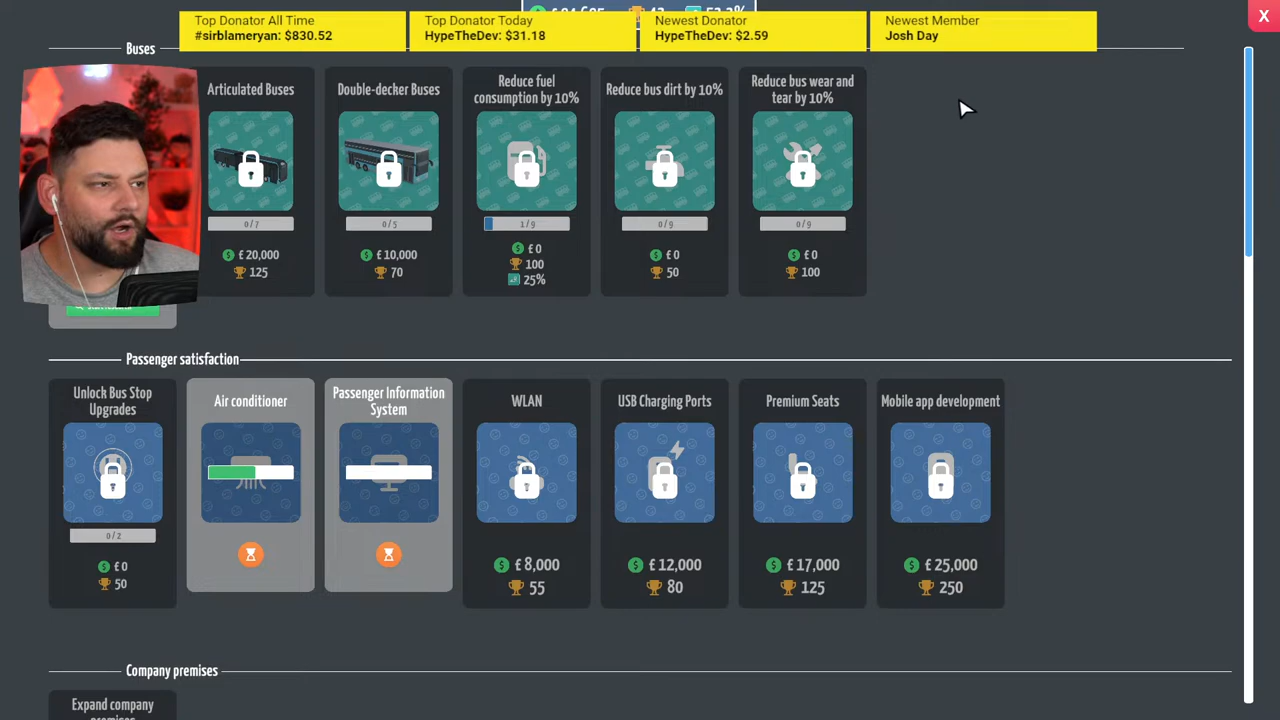 Top Donator All Time
#sirblameryan: $830.52
Top Donator Today
HypeTheDev: $31.18
Newest Donator
HypeTheDev: $2.59
Newest Member
Josh Day
X
Buses
Articulated Buses
0/7
£ 20,000
125
Double-decker Buses
0/5
£ 10,000
70
Reduce fuel
consumption by 10%
1/9
£ 0
100
25%
Reduce bus dirt by 10%
0/9
£ 0
50
Reduce bus wear and
tear by 10%
0/9
£ 0
100
Passenger satisfaction
Unlock Bus Stop
Upgrades
0/2
£ 0
50
Air conditioner
Passenger Information
System
WLAN
£ 8,000
55
USB Charging Ports
£ 12,000
80
Premium Seats
£ 17,000
125
Mobile app development
£ 25,000
250
Company premises
Expand company
premises